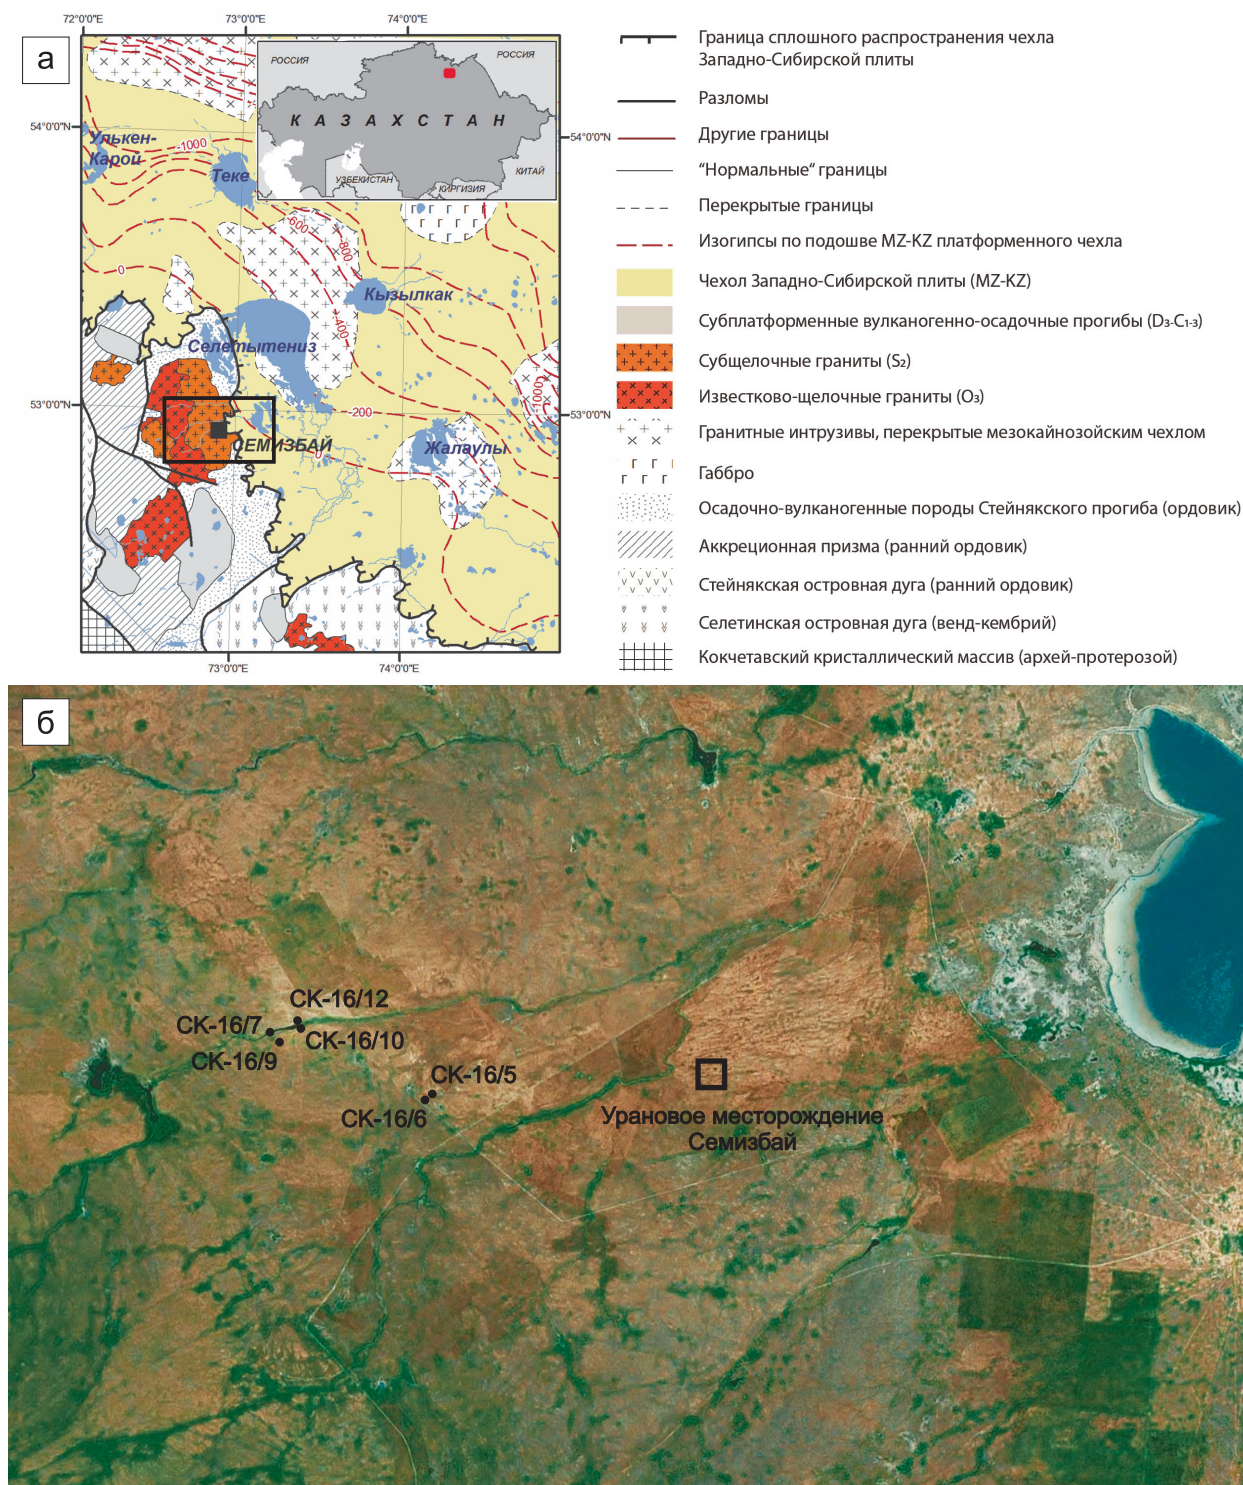 72°0'0"E
73°0'0"E
74°0'0"E
а
РОССИЯ
РОССИЯ
КАЗАХСТАН
УЗБЕКИСТАН
КИРГИЗИЯ
КИТАЙ
54°0'0"N
54°0'0"N
Улькен-
Карой
-1000
Теке
-600
-800
0
Кызылкак
-400
Селетытениз
53°0'0"N
53°0'0"N
-200
-1000
СЕМИЗБАЙ
0
Жалаулы
73°0'0"E
74°0'0"E
Граница сплошного распространения чехла
Западно-Сибирской плиты
Разломы
Другие границы
“Нормальные“ границы
Перекрытые границы
Изогипсы по подошве MZ-KZ платформенного чехла
Чехол Западно-Сибирской плиты (MZ-KZ)
Субплатформенные вулканогенно-осадочные прогибы (D₃-C₁₋₃)
Субщелочные граниты (S₂)
Известково-щелочные граниты (O₃)
Гранитные интрузивы, перекрытые мезокайнозойским чехлом
Габбро
Осадочно-вулканогенные породы Стейнякского прогиба (ордовик)
Аккреционная призма (ранний ордовик)
Стейнякская островная дуга (ранний ордовик)
Селетинская островная дуга (венд-кембрий)
Кокчетавский кристаллический массив (архей-протерозой)
б
СК-16/12
СК-16/7
СК-16/10
СК-16/9
СК-16/5
СК-16/6
Урановое месторождение
Семизбай